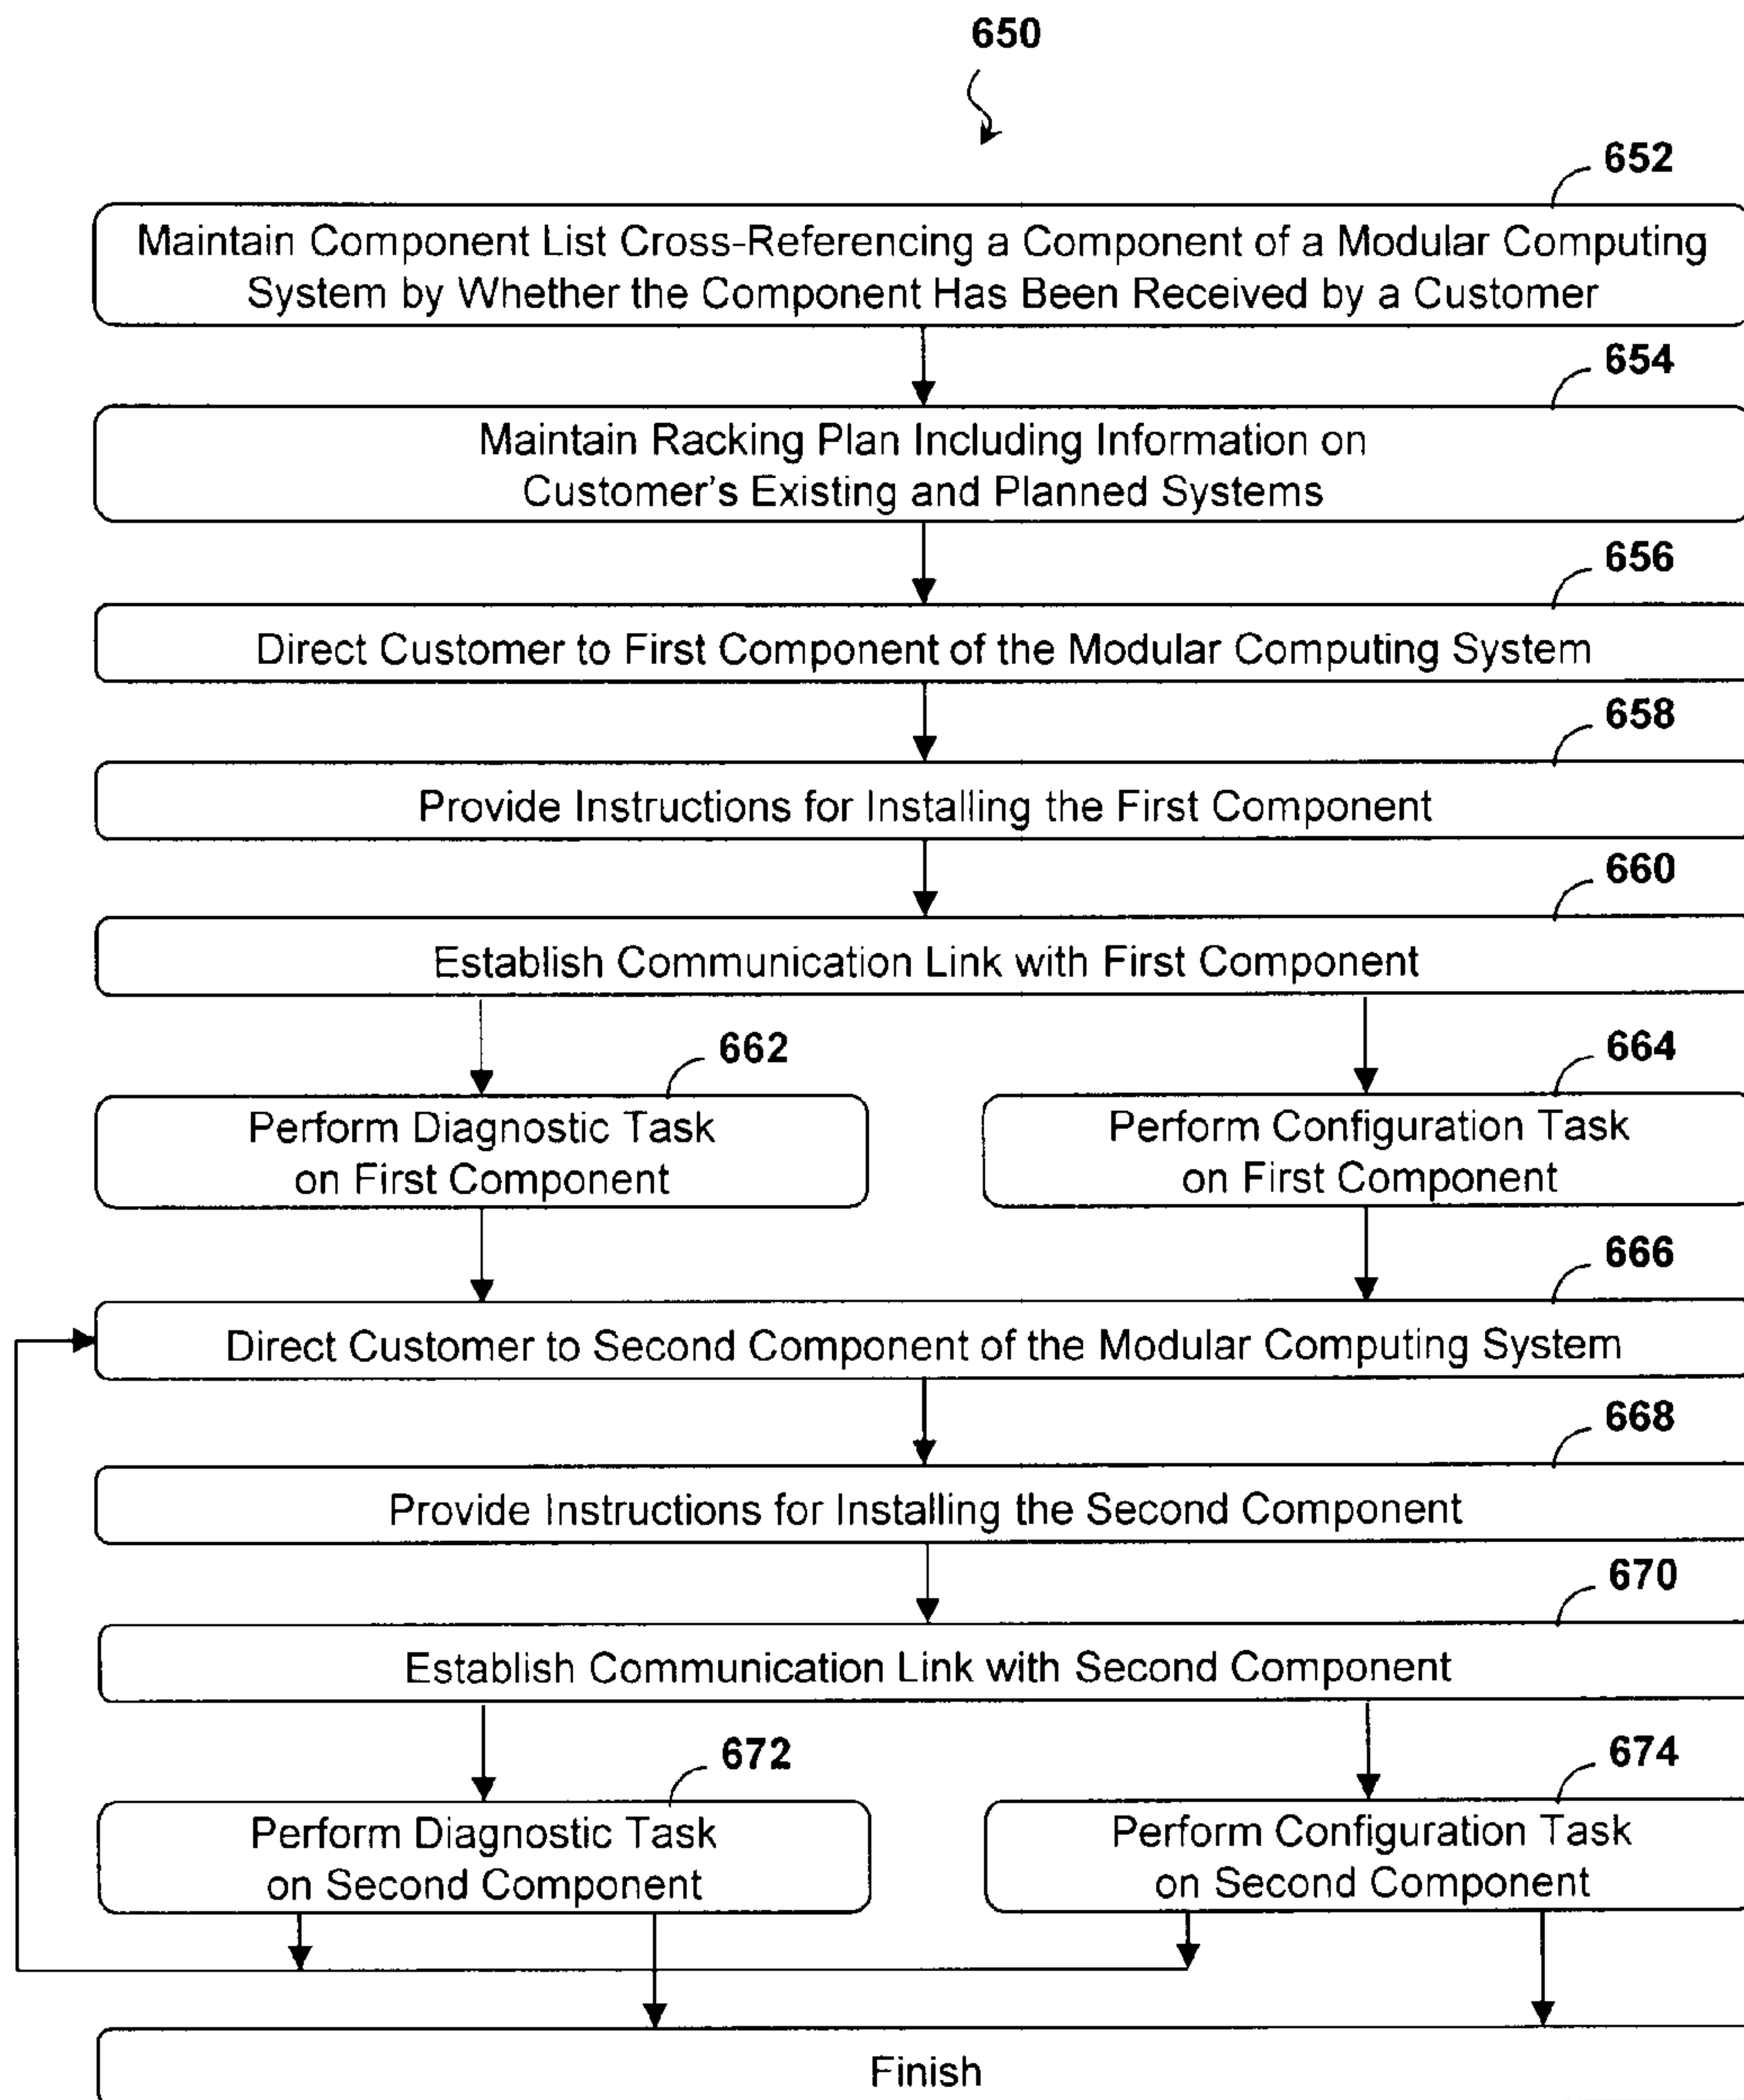 650
652
Maintain Component List Cross-Referencing a Component of a Modular Computing
System by Whether the Component Has Been Received by a Customer
654
Maintain Racking Plan Including Information on
Customer's Existing and Planned Systems
656
Direct Customer to First Component of the Modular Computing System
658
Provide Instructions for Installing the First Component
660
Establish Communication Link with First Component
662
664
Perform Diagnostic Task
on First Component
Perform Configuration Task
on First Component
666
Direct Customer to Second Component of the Modular Computing System
668
Provide Instructions for Installing the Second Component
670
Establish Communication Link with Second Component
672
674
Perform Diagnostic Task
on Second Component
Perform Configuration Task
on Second Component
Finish